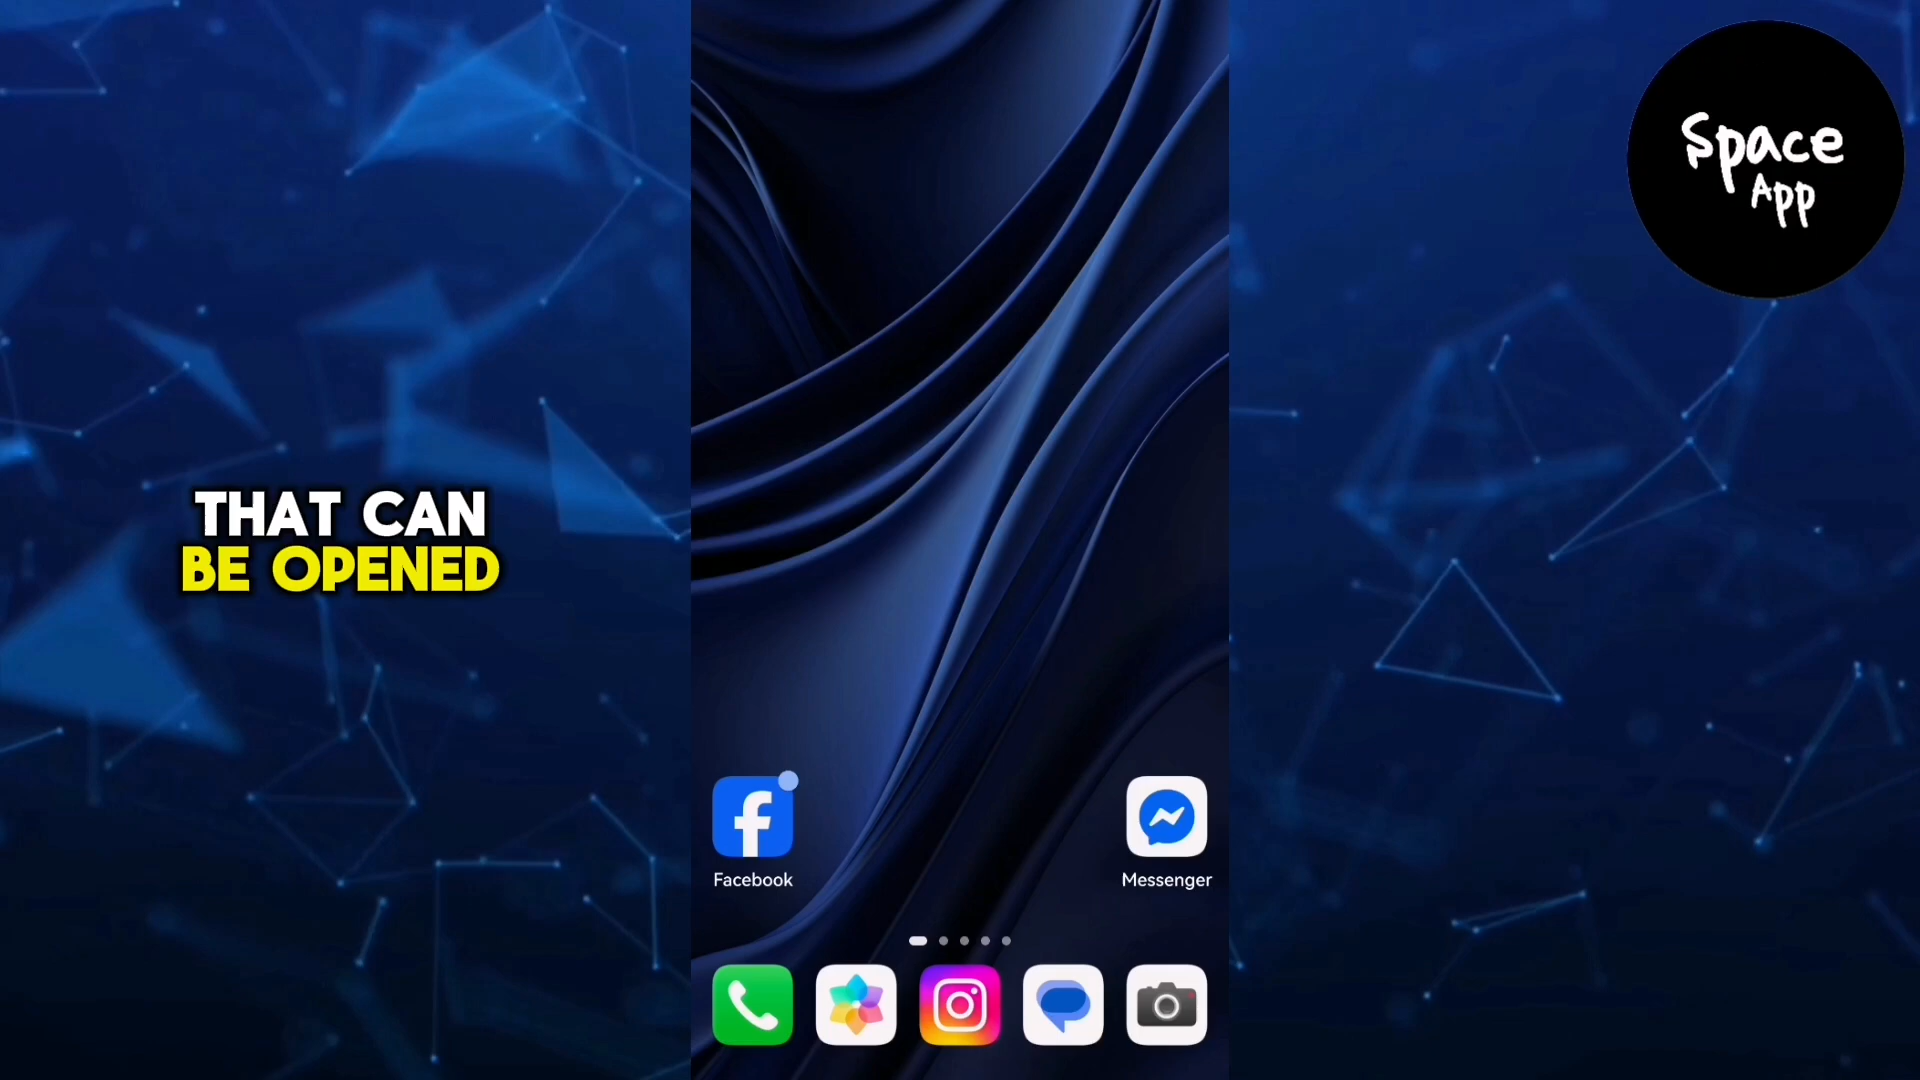 Space
App
THAT CAN
BE OPENED
Facebook
Messenger